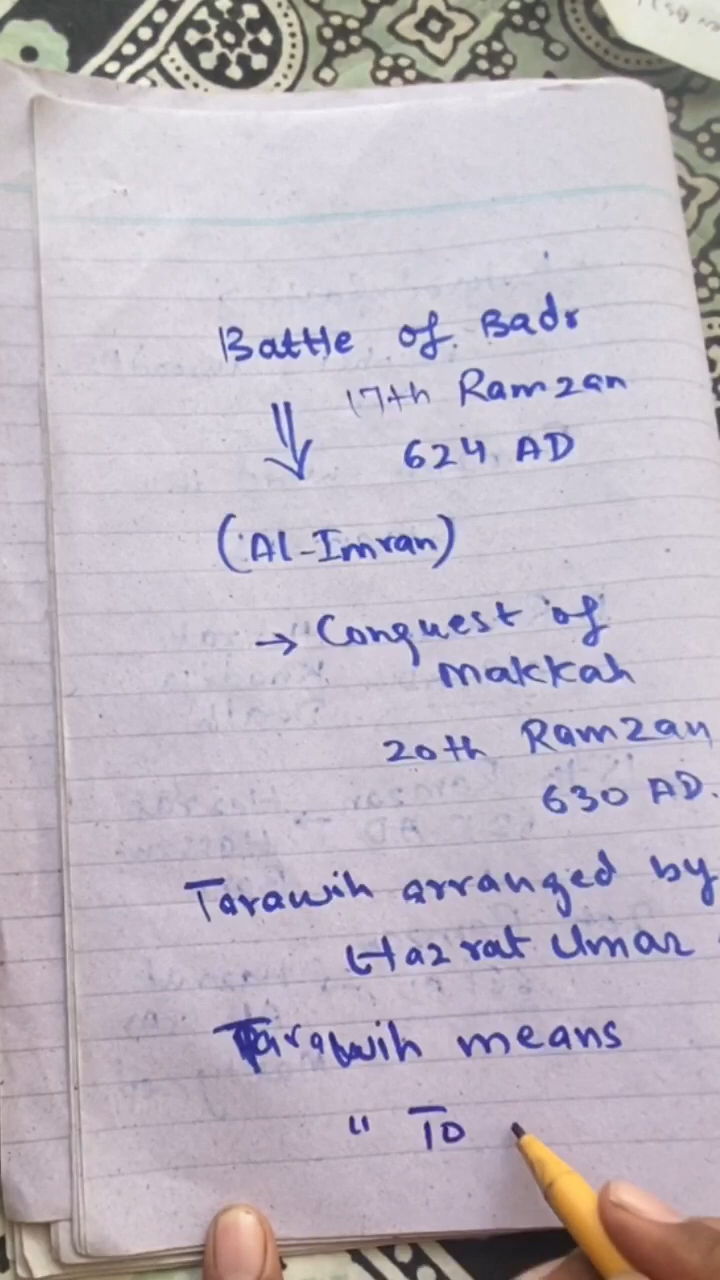 Battle of Badr
17th Ramzan
⇓ 624 AD
(Al-Imran)
→ Conquest of
Makkah
20th Ramzan
630 AD.
Tarawih arranged by
Hazrat Umar
Tarawih means
" To